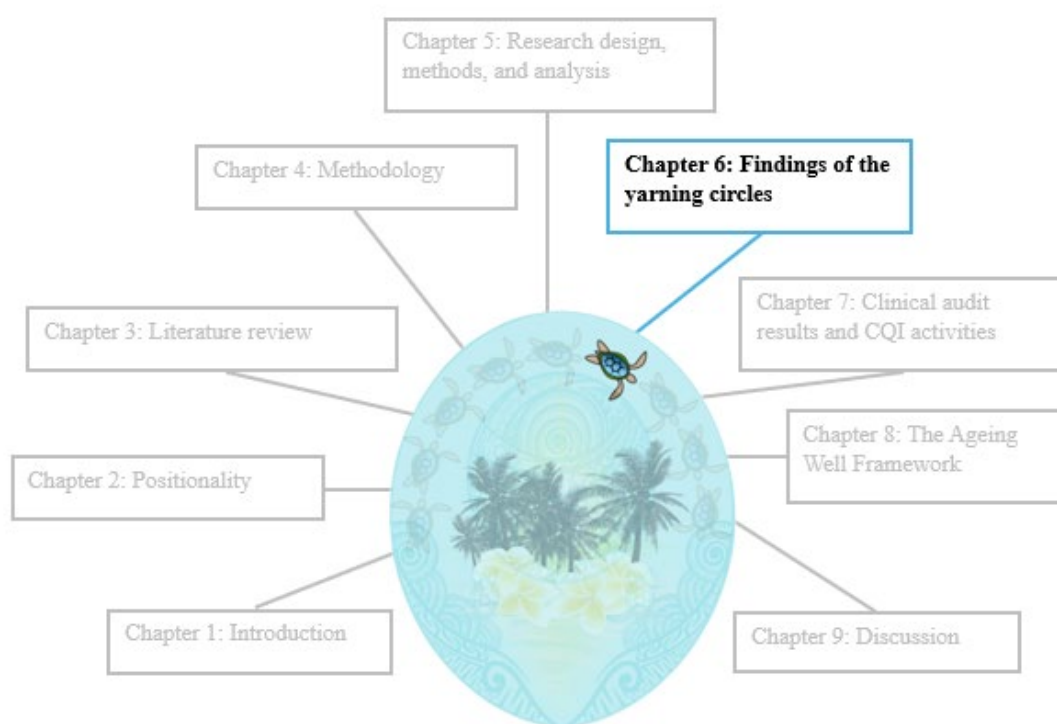 Chapter 5: Research design,
methods, and analysis
Chapter 4: Methodology
Chapter 6: Findings of the
yarning circles
Chapter 3: Literature review
Chapter 7: Clinical audit
results and CQI activities
Chapter 8: The Ageing
Well Framework
Chapter 2: Positionality
Chapter 1: Introduction
Chapter 9: Discussion